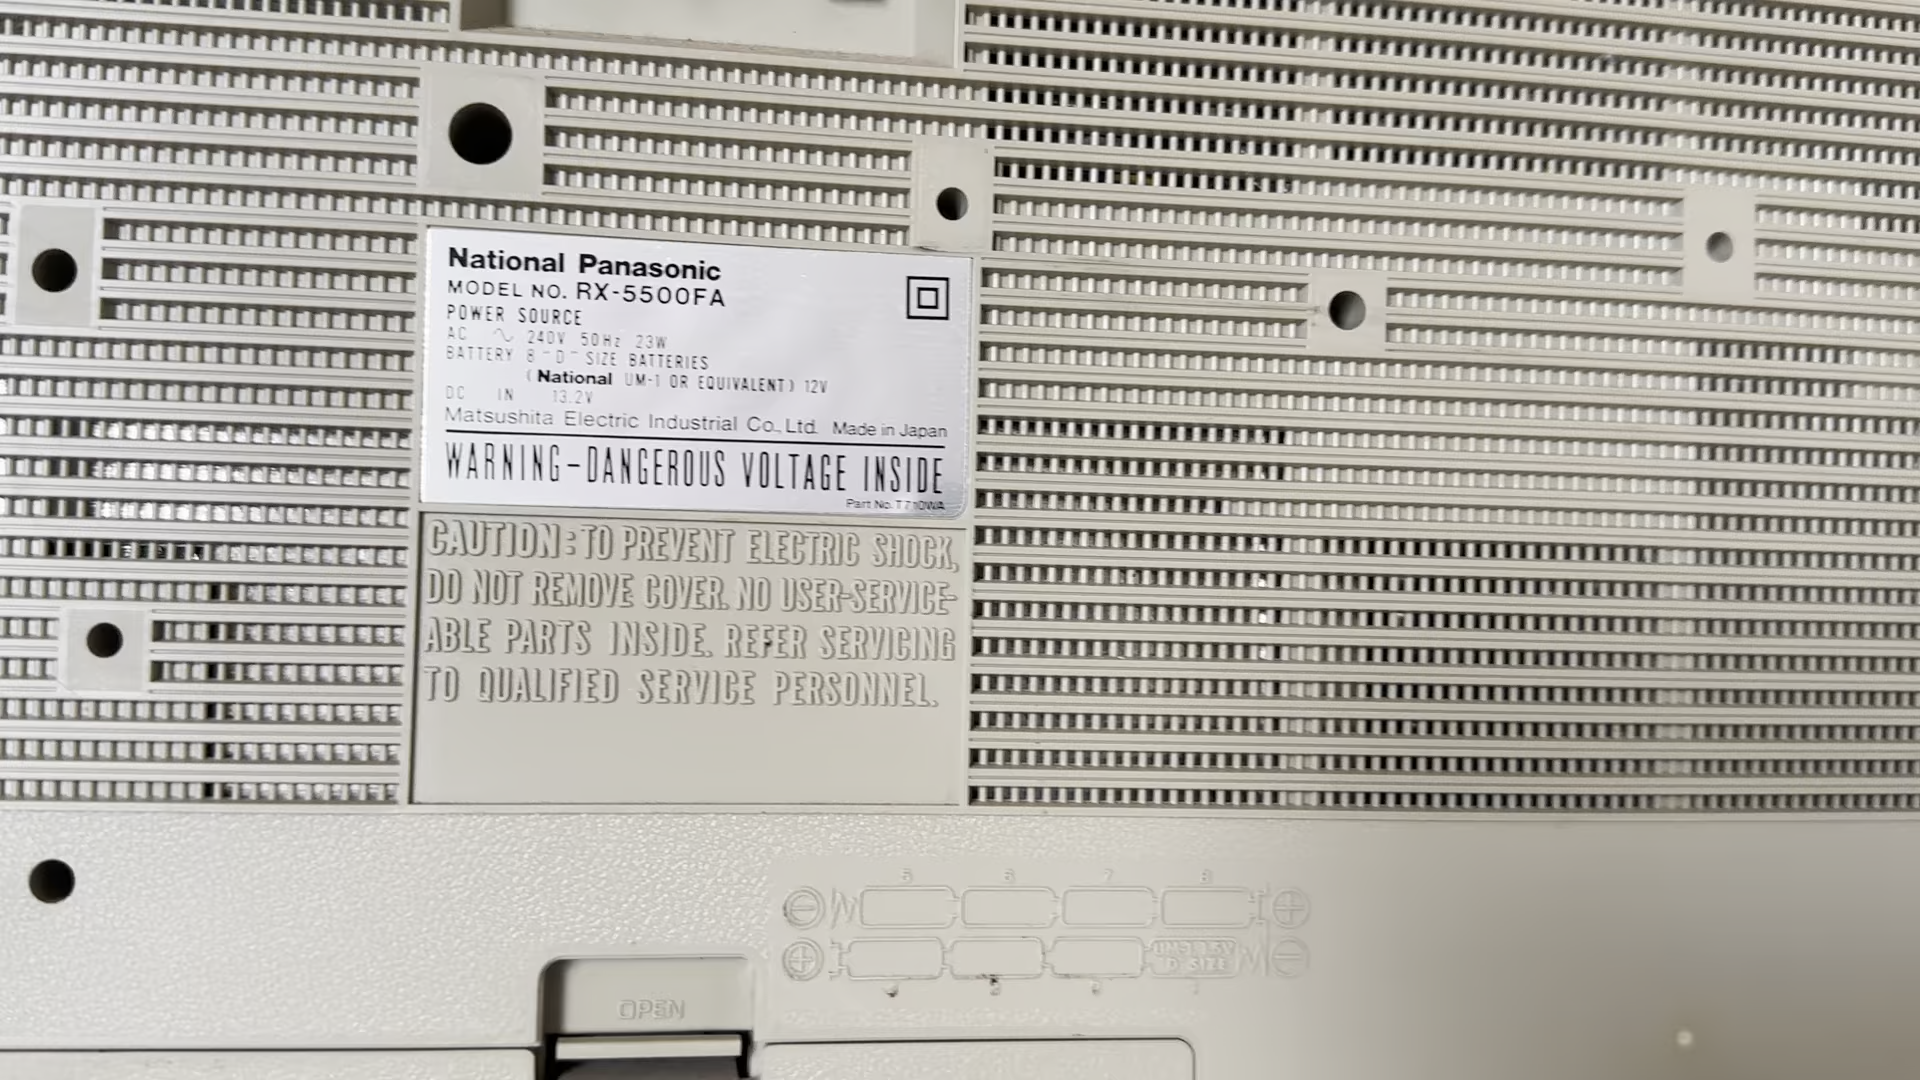 National Panasonic
MODEL NO. RX-5500FA
POWER SOURCE
AC ∿ 240V 50Hz 23W
BATTERY 8 "D" SIZE BATTERIES
(National UM-1 OR EQUIVALENT) 12V
DC IN 13.2V
Matsushita Electric Industrial Co., Ltd. Made in Japan
WARNING-DANGEROUS VOLTAGE INSIDE
Part No.
CAUTION: TO PREVENT ELECTRIC SHOCK,
DO NOT REMOVE COVER. NO USER-SERVICE-
ABLE PARTS INSIDE. REFER SERVICING
TO QUALIFIED SERVICE PERSONNEL.
5 6 7 8
D SIZE
OPEN